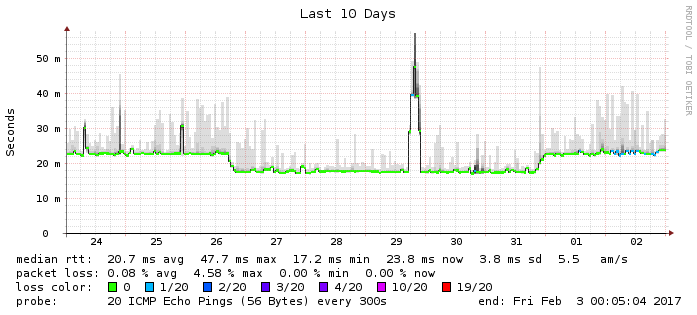 Last 10 Days
RRDTOOL / TOBI OETIKER
Seconds
50 m
40 m
30 m
20 m
10 m
0
24 25 26 27 28 29 30 31 01 02
median rtt: 20.7 ms avg 47.7 ms max 17.2 ms min 23.8 ms now 3.8 ms sd 5.5 am/s
packet loss: 0.08 % avg 4.58 % max 0.00 % min 0.00 % now
loss color: 0 1/20 2/20 3/20 4/20 10/20 19/20
probe: 20 ICMP Echo Pings (56 Bytes) every 300s end: Fri Feb 3 00:05:04 2017